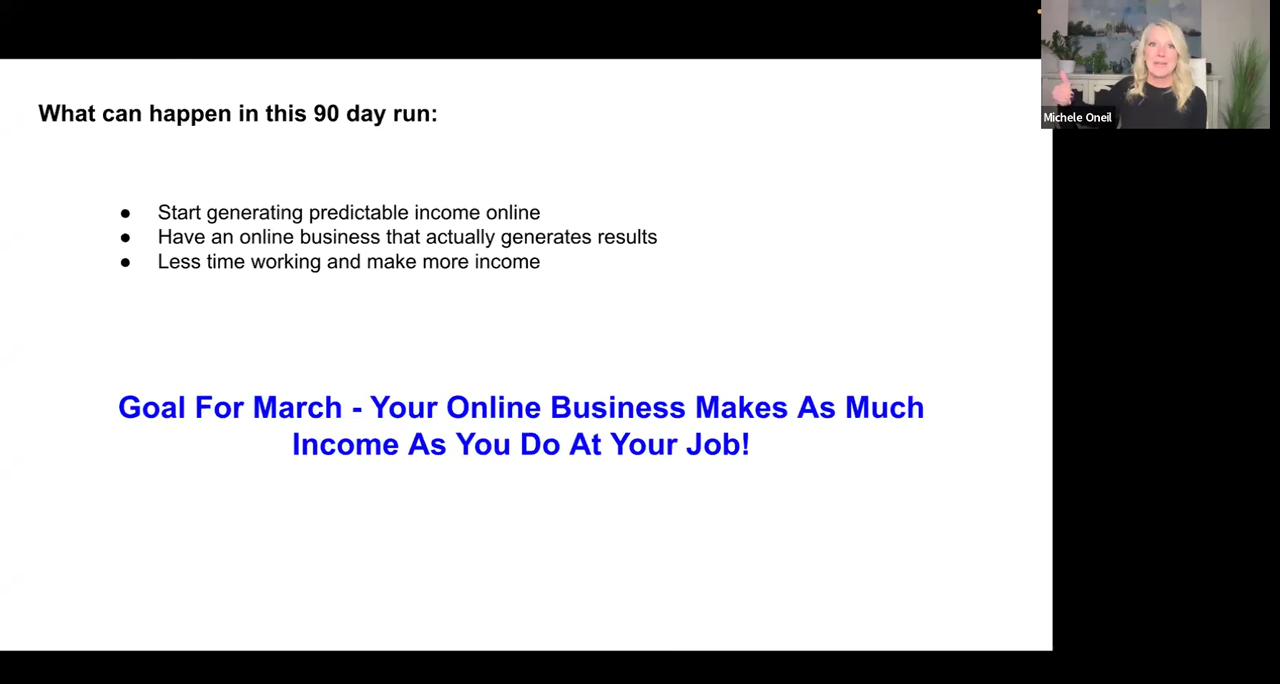 Michele Oneil
What can happen in this 90 day run:
● Start generating predictable income online
● Have an online business that actually generates results
● Less time working and make more income
Goal For March - Your Online Business Makes As Much
Income As You Do At Your Job!